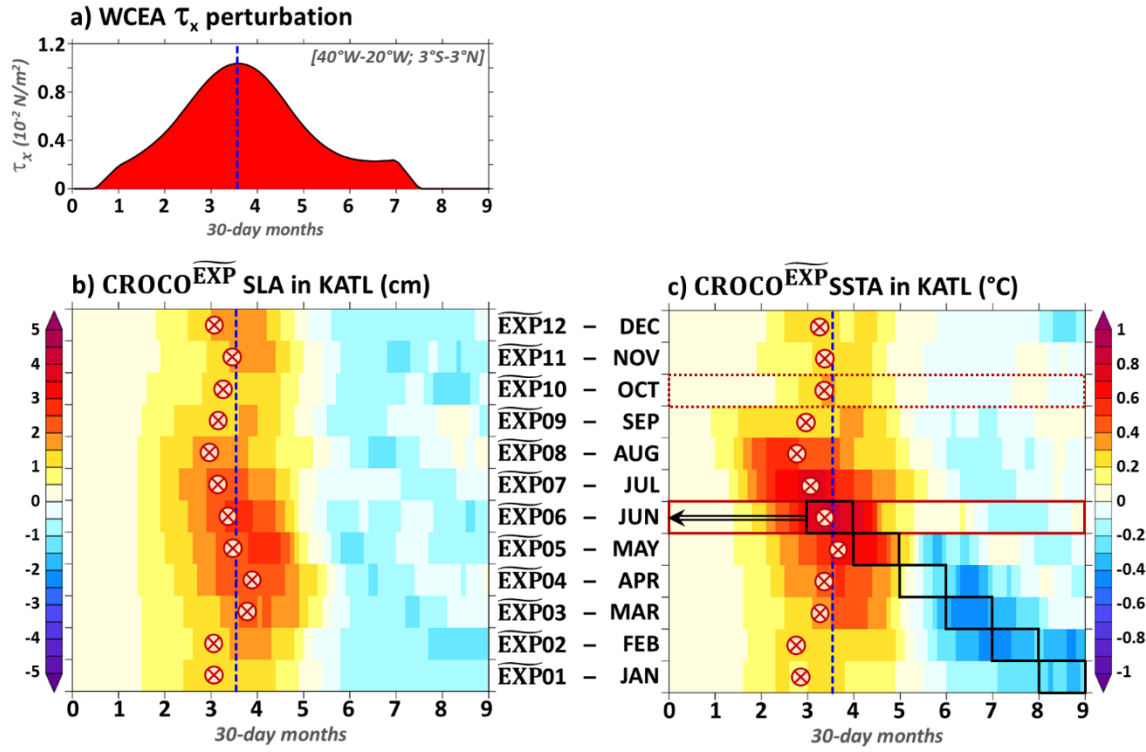 a) WCEA τx perturbation
[40°W-20°W; 3°S-3°N]
τx (10-2 N/m2)
1.2
0.8
0.4
0
0 1 2 3 4 5 6 7 8 9
30-day months
b) CROCO EXP SLA in KATL (cm)
5
4
3
2
1
0
-1
-2
-3
-4
-5
0 1 2 3 4 5 6 7 8 9
30-day months
EXP12 – DEC
EXP11 – NOV
EXP10 – OCT
EXP09 – SEP
EXP08 – AUG
EXP07 – JUL
EXP06 – JUN
EXP05 – MAY
EXP04 – APR
EXP03 – MAR
EXP02 – FEB
EXP01 – JAN
c) CROCO EXP SSTA in KATL (°C)
0 1 2 3 4 5 6 7 8 9
30-day months
1
0.8
0.6
0.4
0.2
0
-0.2
-0.4
-0.6
-0.8
-1